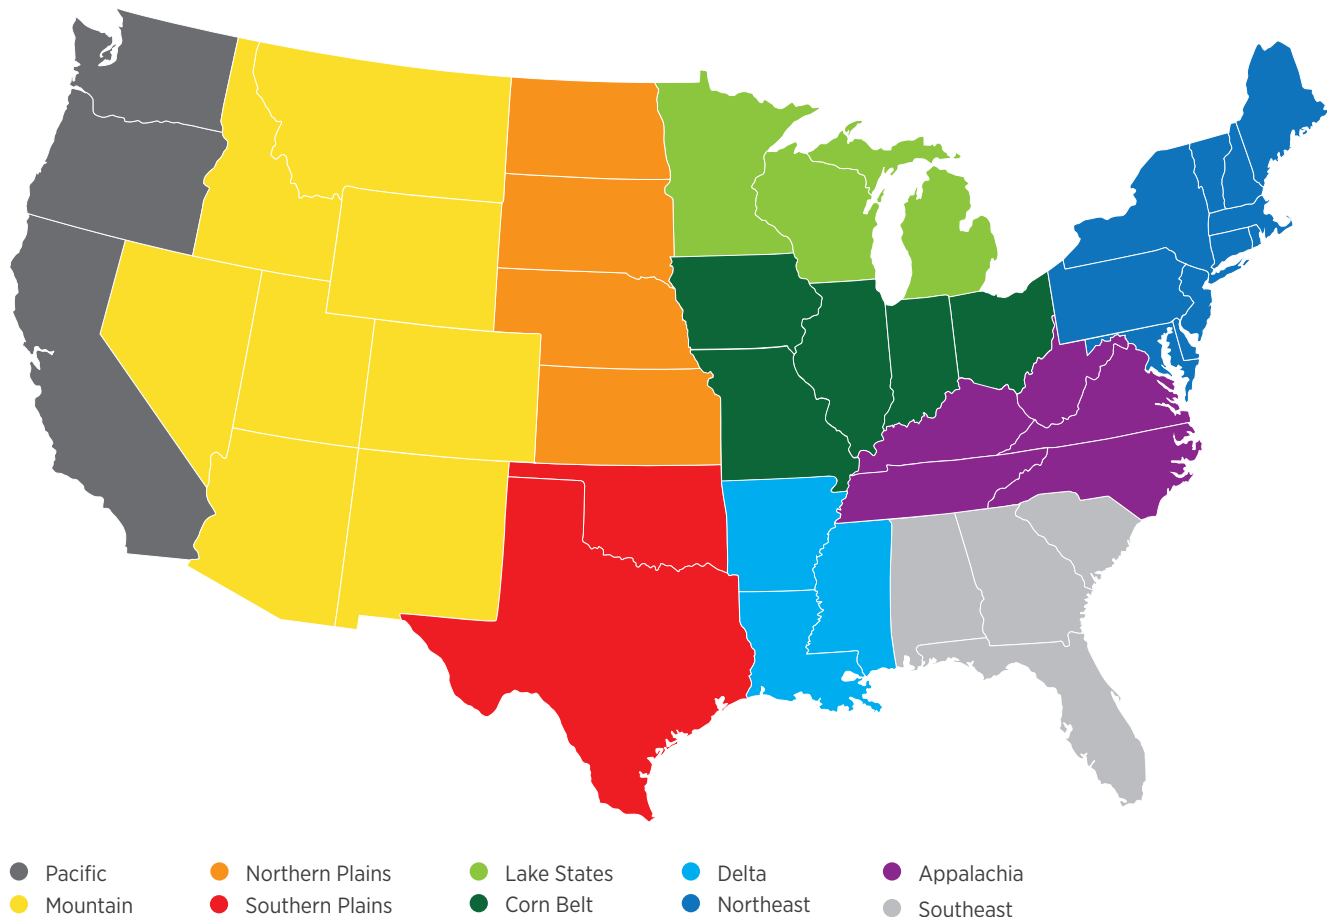 Pacific
Mountain
Northern Plains
Southern Plains
Lake States
Corn Belt
Delta
Northeast
Appalachia
Southeast